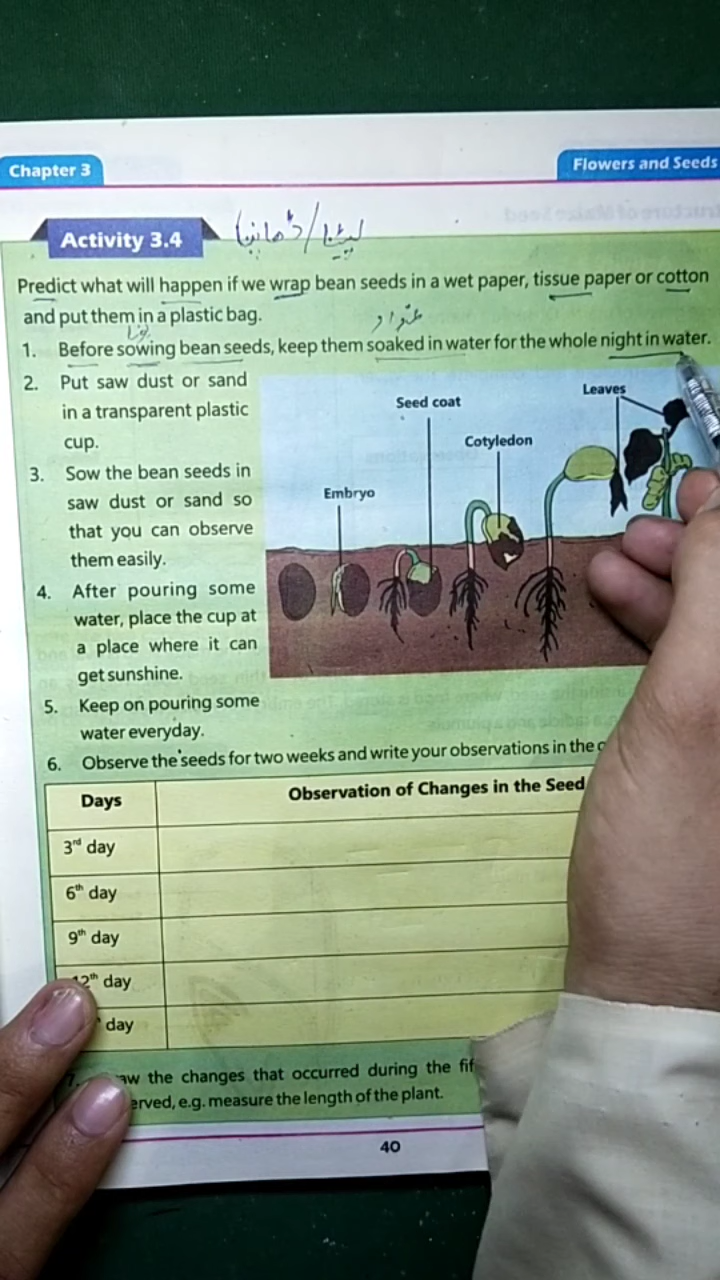 Chapter 3
Flowers and Seeds
Activity 3.4
لپیٹنا/ڈھانپنا
Predict what will happen if we wrap bean seeds in a wet paper, tissue paper or cotton
and put them in a plastic bag.
بونا
1. Before sowing bean seeds, keep them soaked in water for the whole night in water.
2. Put saw dust or sand
in a transparent plastic
cup.
3. Sow the bean seeds in
saw dust or sand so
that you can observe
them easily.
4. After pouring some
water, place the cup at
a place where it can
get sunshine.
5. Keep on pouring some
water everyday.
Leaves
Seed coat
Cotyledon
Embryo
6. Observe the seeds for two weeks and write your observations in the
Days
Observation of Changes in the Seed
3rd day
6th day
9th day
12th day
day
7. the changes that occurred during the
e.g. measure the length of the plant.
40